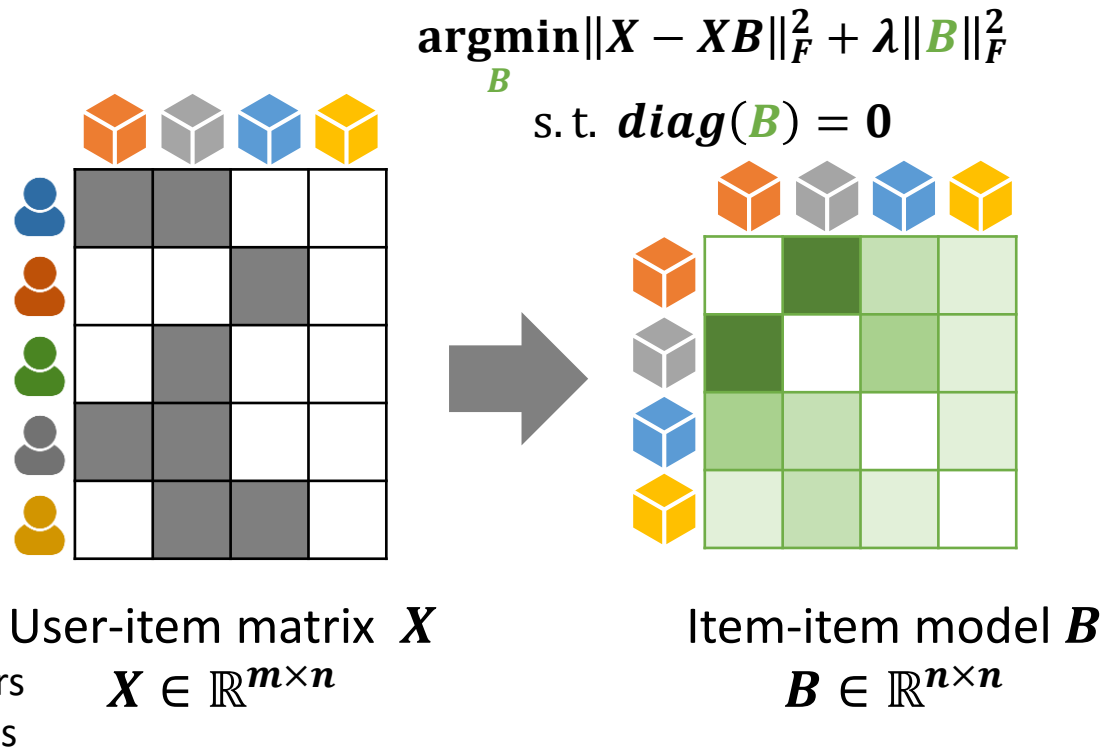 argmin‖X − XB‖²_F + λ‖B‖²_F
B
s. t. diag(B) = 0
User-item matrix X
Item-item model B
rs
X ∈ ℝ^{m×n}
B ∈ ℝ^{n×n}
s